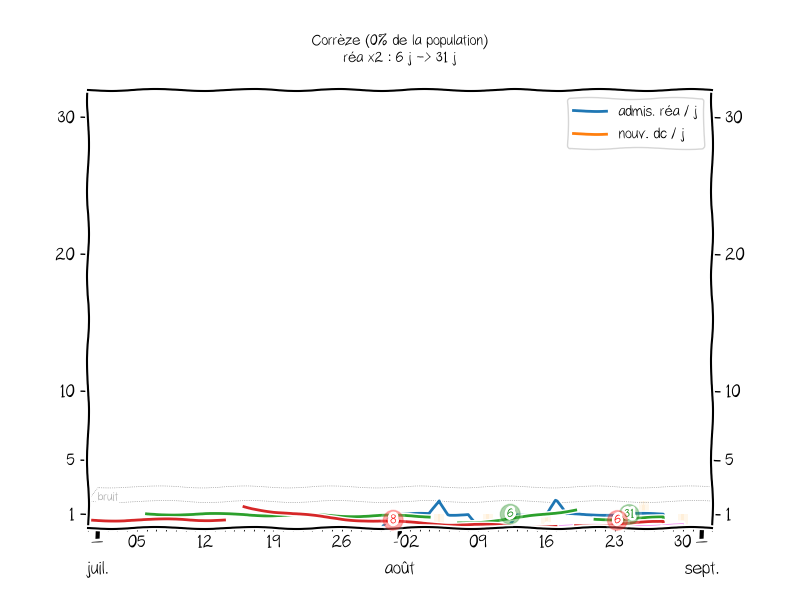 Corrèze (0% de la population)
réa x2 : 6 j -> 31 j
admis. réa / j
nouv. dc / j
30
30
20
20
10
10
5
5
bruit
1
1
8
6
6
31
05 12 19 26 02 09 16 23 30
juil. août sept.